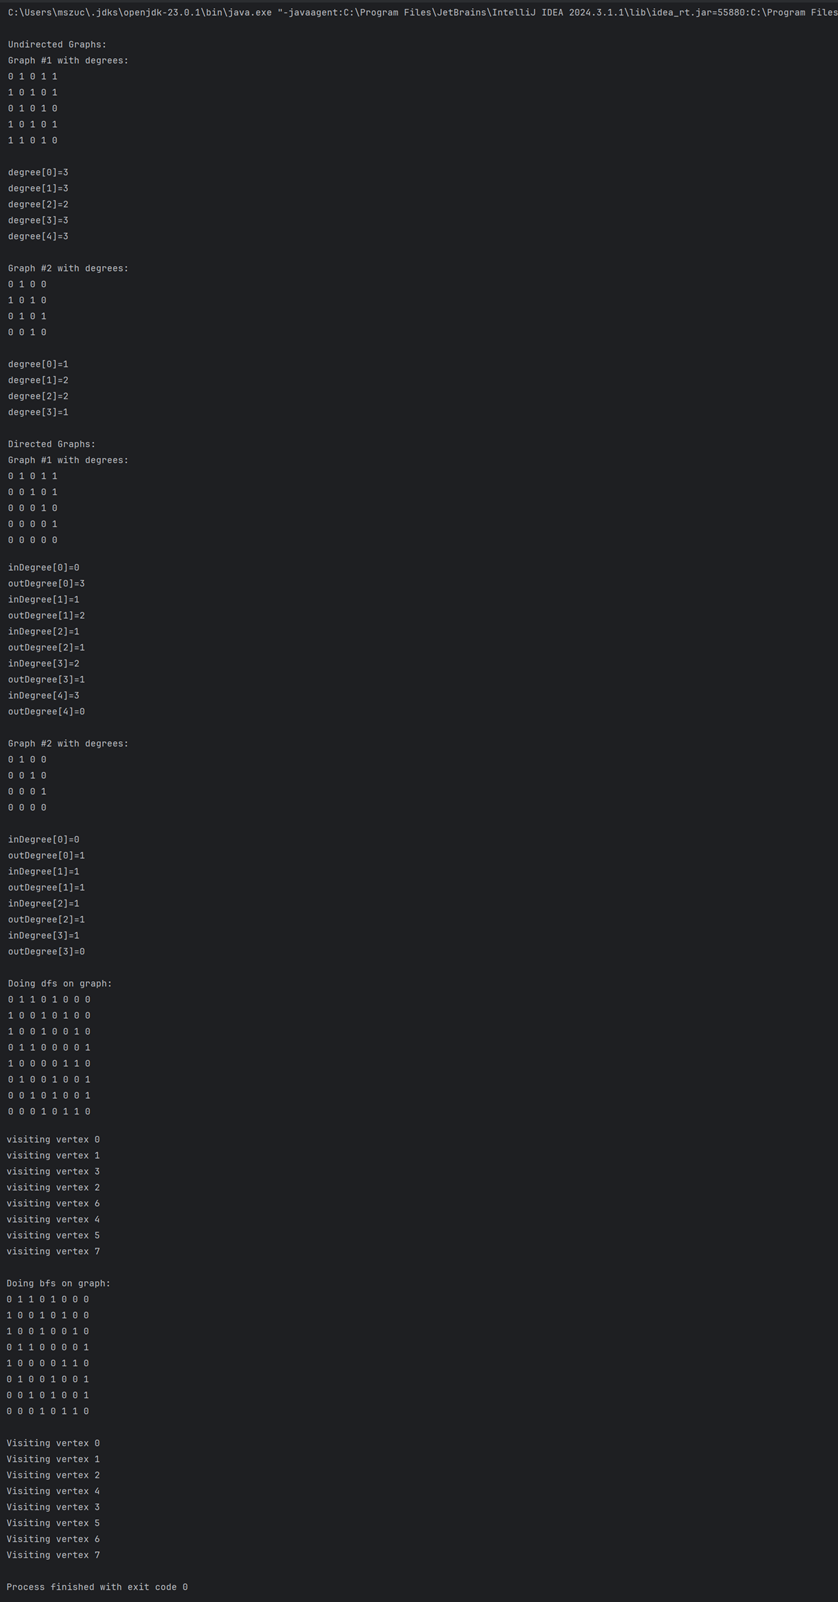 C:\Users\mszuc\.jdks\openjdk-23.0.1\bin\java.exe "-javaagent:C:\Program Files\JetBrains\IntelliJ IDEA 2024.3.1.1\lib\idea_rt.jar=55880:C:\Program Files
Undirected Graphs:
Graph #1 with degrees:
0 1 0 1 1
1 0 1 0 1
0 1 0 1 0
1 0 1 0 1
1 1 0 1 0
degree[0]=3
degree[1]=3
degree[2]=2
degree[3]=3
degree[4]=3
Graph #2 with degrees:
0 1 0 0
1 0 1 0
0 1 0 1
0 0 1 0
degree[0]=1
degree[1]=2
degree[2]=2
degree[3]=1
Directed Graphs:
Graph #1 with degrees:
0 1 0 1 1
0 0 1 0 1
0 0 0 1 0
0 0 0 0 1
0 0 0 0 0
inDegree[0]=0
outDegree[0]=3
inDegree[1]=1
outDegree[1]=2
inDegree[2]=1
outDegree[2]=1
inDegree[3]=2
outDegree[3]=1
inDegree[4]=3
outDegree[4]=0
Graph #2 with degrees:
0 1 0 0
0 0 1 0
0 0 0 1
0 0 0 0
inDegree[0]=0
outDegree[0]=1
inDegree[1]=1
outDegree[1]=1
inDegree[2]=1
outDegree[2]=1
inDegree[3]=1
outDegree[3]=0
Doing dfs on graph:
0 1 1 0 1 0 0 0
1 0 0 1 0 1 0 0
1 0 0 1 0 0 1 0
0 1 1 0 0 0 0 1
1 0 0 0 0 1 1 0
0 1 0 0 1 0 0 1
0 0 1 0 1 0 0 1
0 0 0 1 0 1 1 0
visiting vertex 0
visiting vertex 1
visiting vertex 3
visiting vertex 2
visiting vertex 6
visiting vertex 4
visiting vertex 5
visiting vertex 7
Doing bfs on graph:
0 1 1 0 1 0 0 0
1 0 0 1 0 1 0 0
1 0 0 1 0 0 1 0
0 1 1 0 0 0 0 1
1 0 0 0 0 1 1 0
0 1 0 0 1 0 0 1
0 0 1 0 1 0 0 1
0 0 0 1 0 1 1 0
Visiting vertex 0
Visiting vertex 1
Visiting vertex 2
Visiting vertex 4
Visiting vertex 3
Visiting vertex 5
Visiting vertex 6
Visiting vertex 7
Process finished with exit code 0